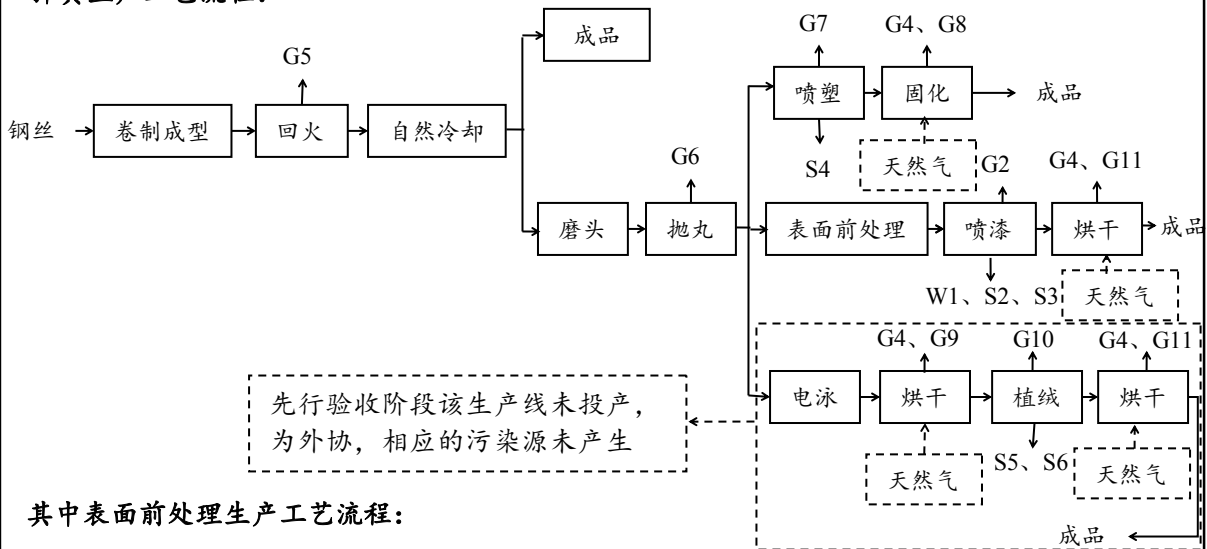 弹簧生产工艺流程：
成品
G7
G4、G8
G5
喷塑
固化
成品
钢丝
卷制成型
回火
自然冷却
S4
天然气
G6
G2
G4、G11
磨头
抛丸
表面前处理
喷漆
烘干
成品
W1、S2、S3
天然气
G4、G9
G10
G4、G11
电泳
烘干
植绒
烘干
先行验收阶段该生产线未投产，
为外协，相应的污染源未产生
天然气
S5、S6
天然气
成品
其中表面前处理生产工艺流程：